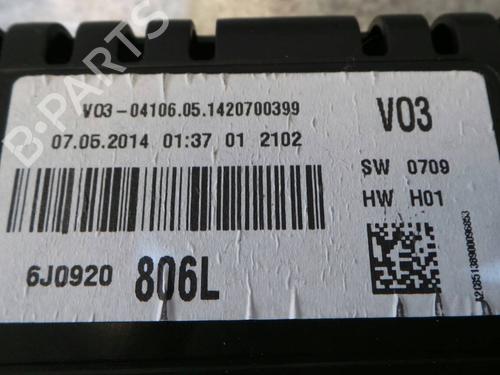 V03-04106.05.1420700399
V03
07.05.2014 01:37 01 2102
SW 0709
HW H01
6J0920 806L
A2C85138900096853
B-PARTS